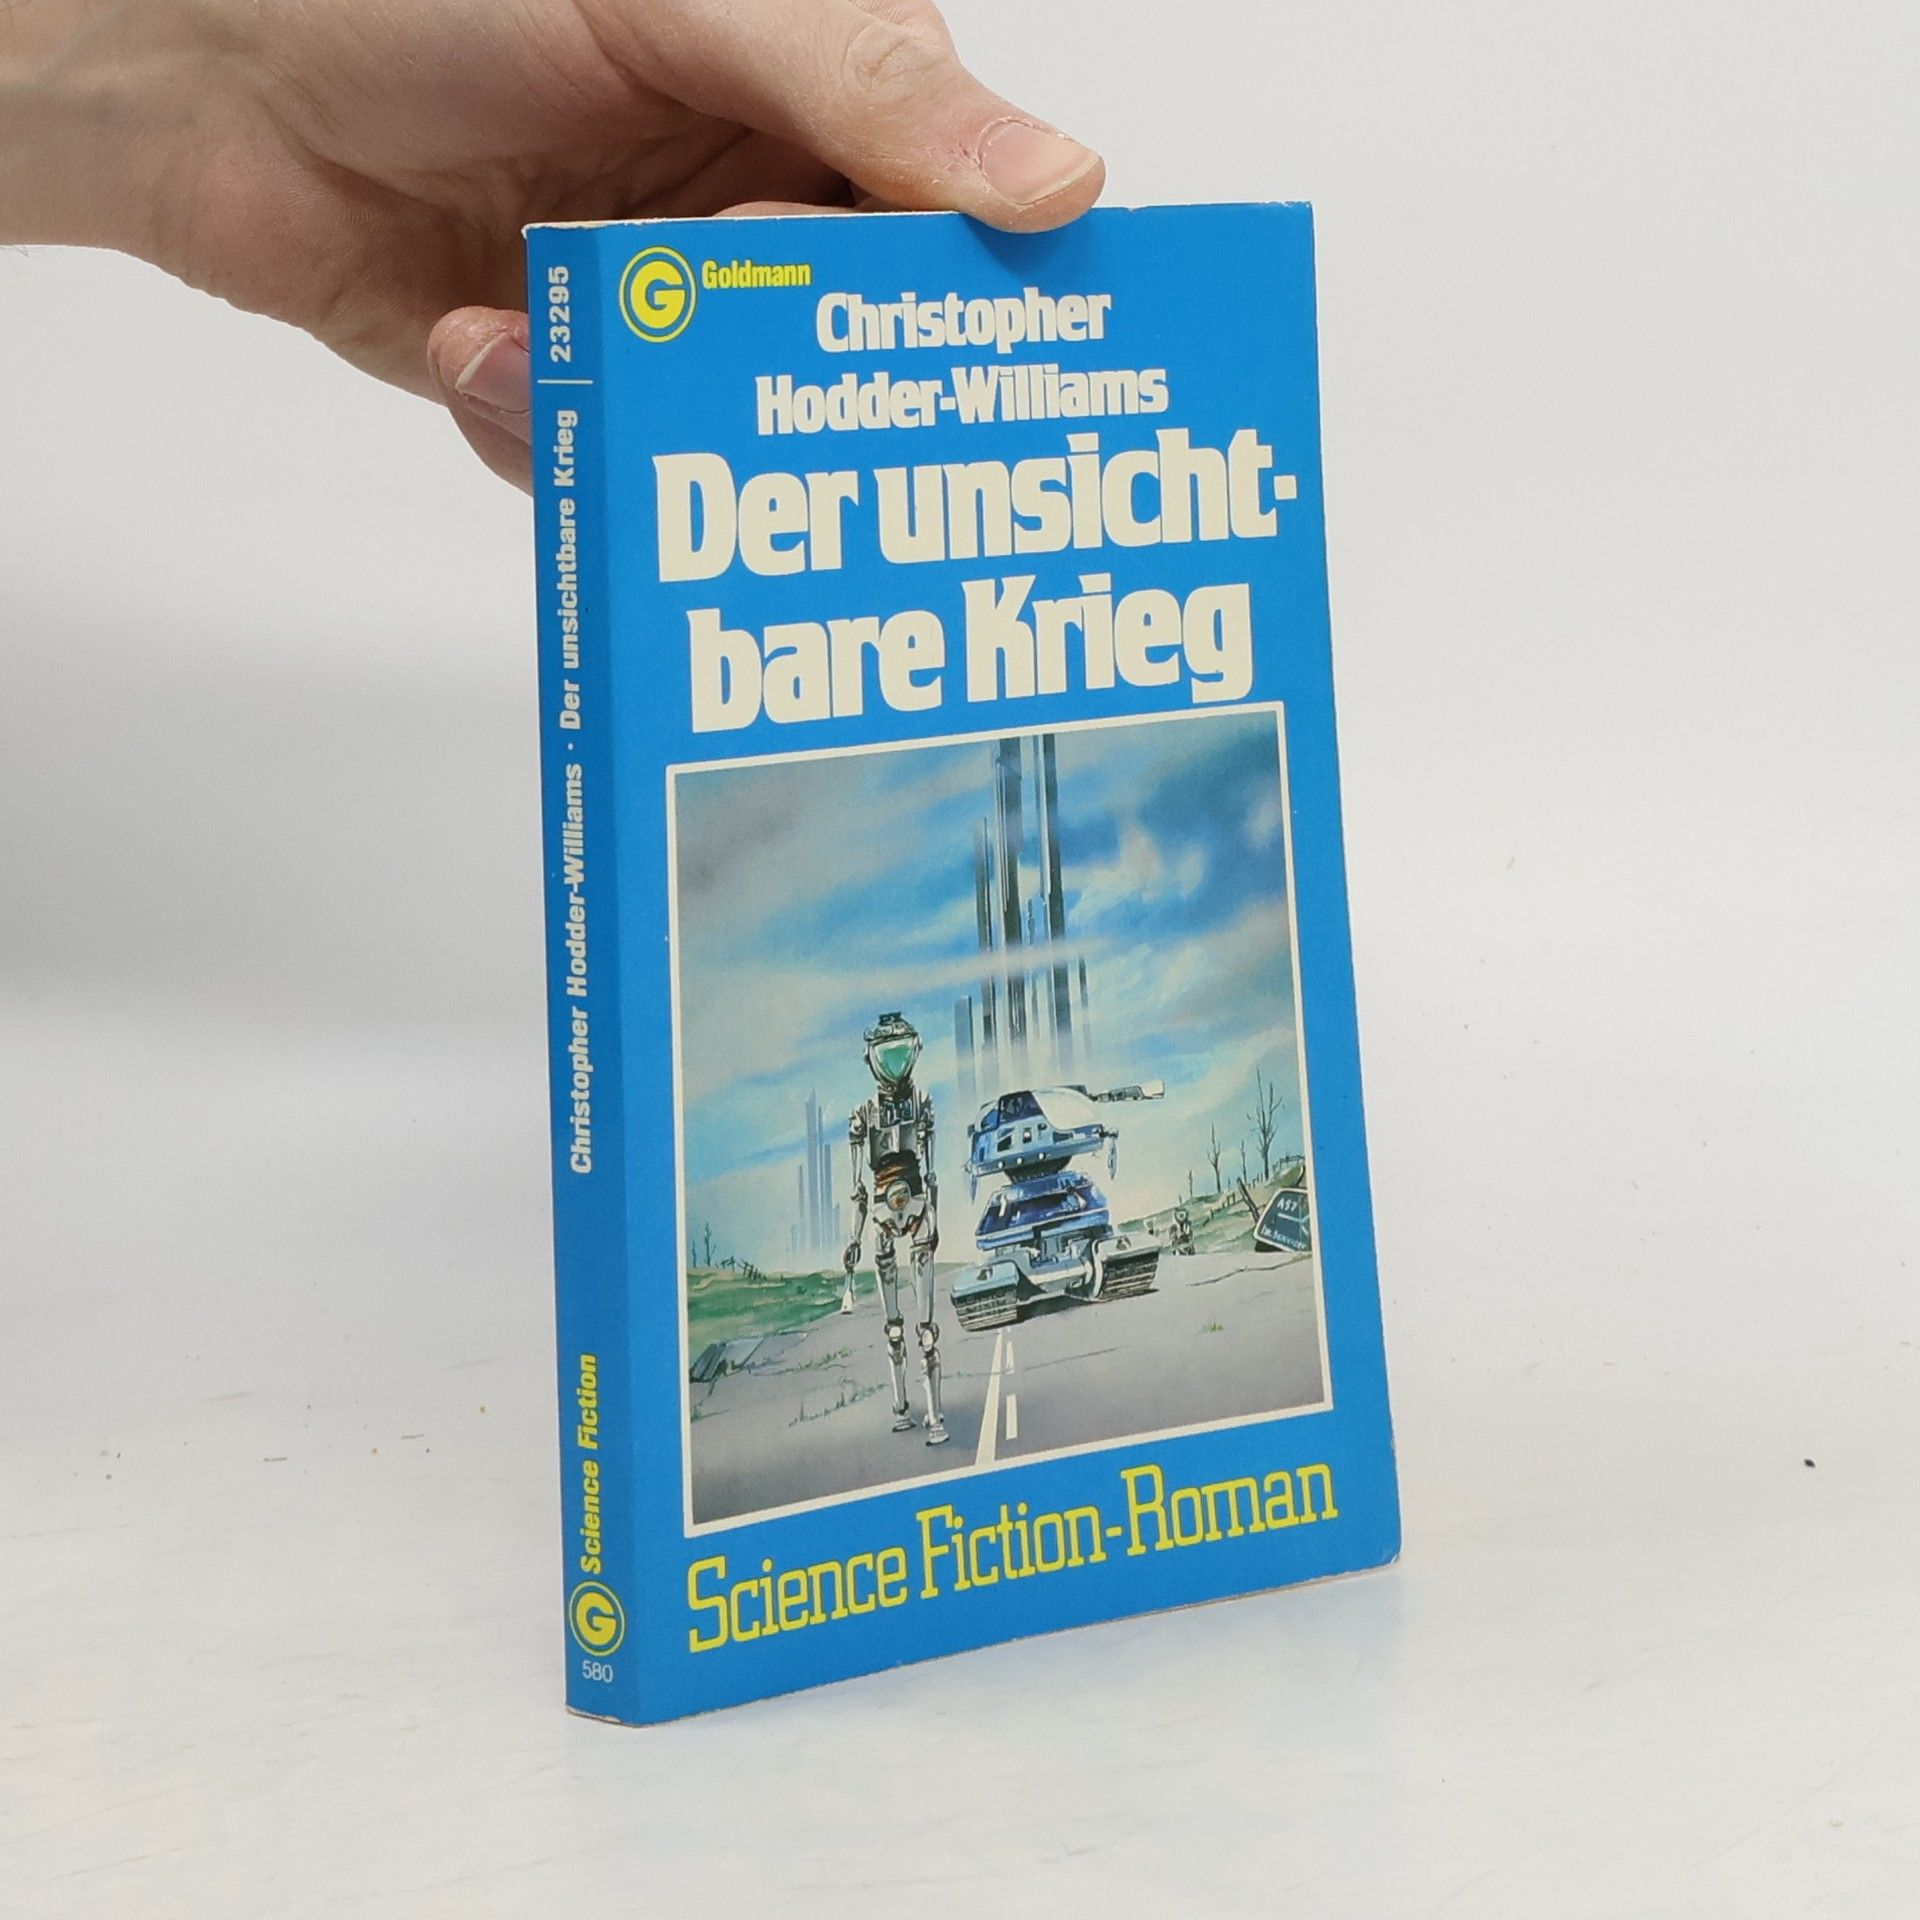 Goldmann
Christopher
Hodder-Williams
Der unsicht-
bare Krieg
A57
Science Fiction-Roman
23295
Christopher Hodder-Williams · Der unsichtbare Krieg
Science Fiction
G
580
G